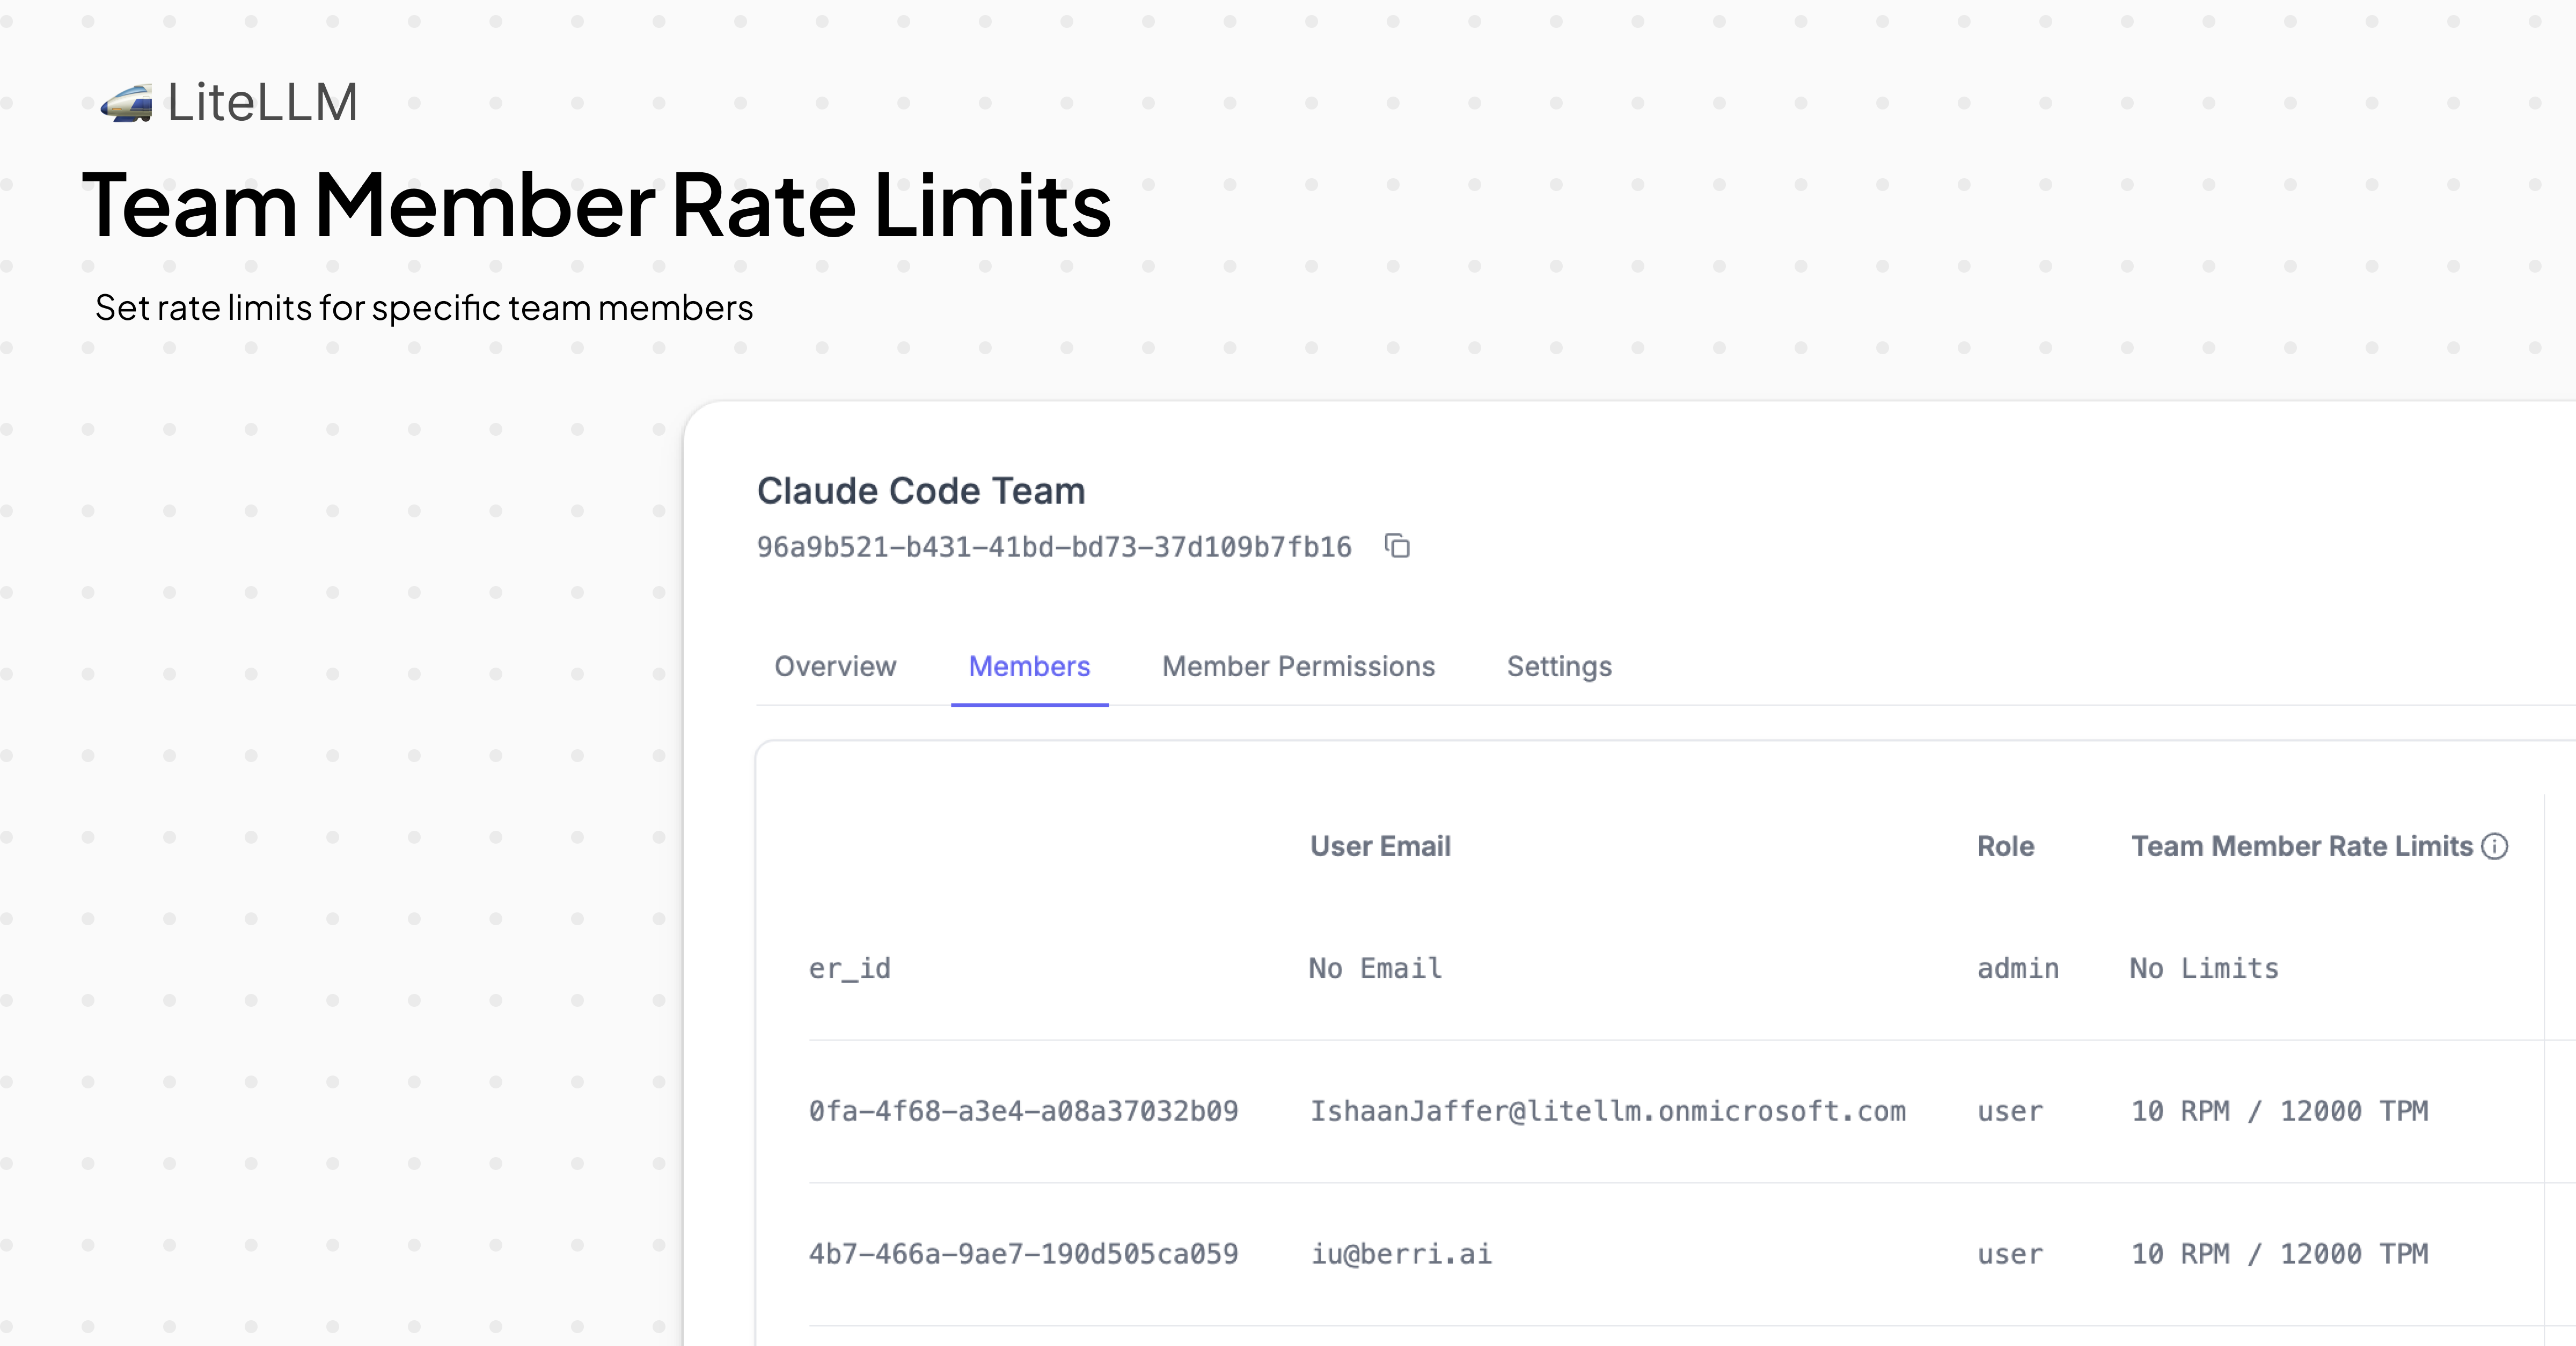 LiteLLM
Team Member Rate Limits
Set rate limits for specific team members
Claude Code Team
96a9b521-b431-41bd-bd73-37d109b7fb16
Overview Members Member Permissions Settings
User Email Role Team Member Rate Limits
er_id No Email admin No Limits
0fa-4f68-a3e4-a08a37032b09 IshaanJaffer@litellm.onmicrosoft.com user 10 RPM / 12000 TPM
4b7-466a-9ae7-190d505ca059 iu@berri.ai user 10 RPM / 12000 TPM